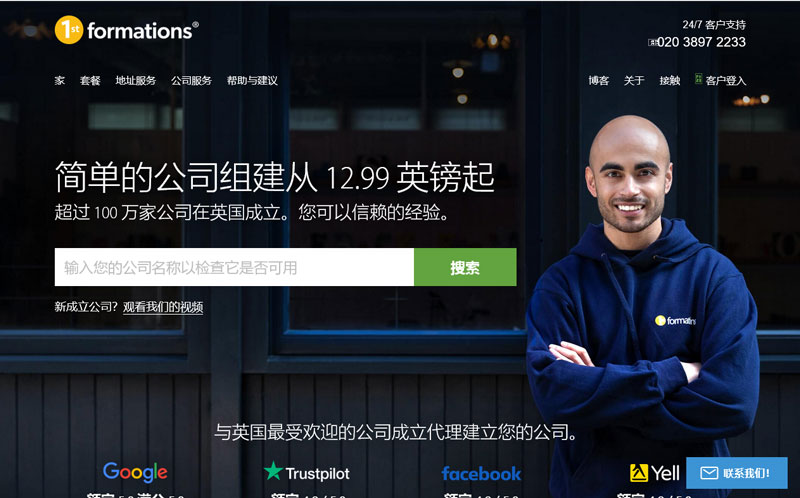 1st formations®
24/7 客户支持
020 3897 2233
家 套餐 地址服务 公司服务 帮助与建议
博客 关于 接触 客户登入
简单的公司组建从 12.99 英镑起
超过 100 万家公司在英国成立。您可以信赖的经验。
输入您的公司名称以检查它是否可用 搜索
新成立公司？观看我们的视频
1st formations
与英国最受欢迎的公司成立代理建立您的公司。
Google Trustpilot facebook Yell
联系我们！